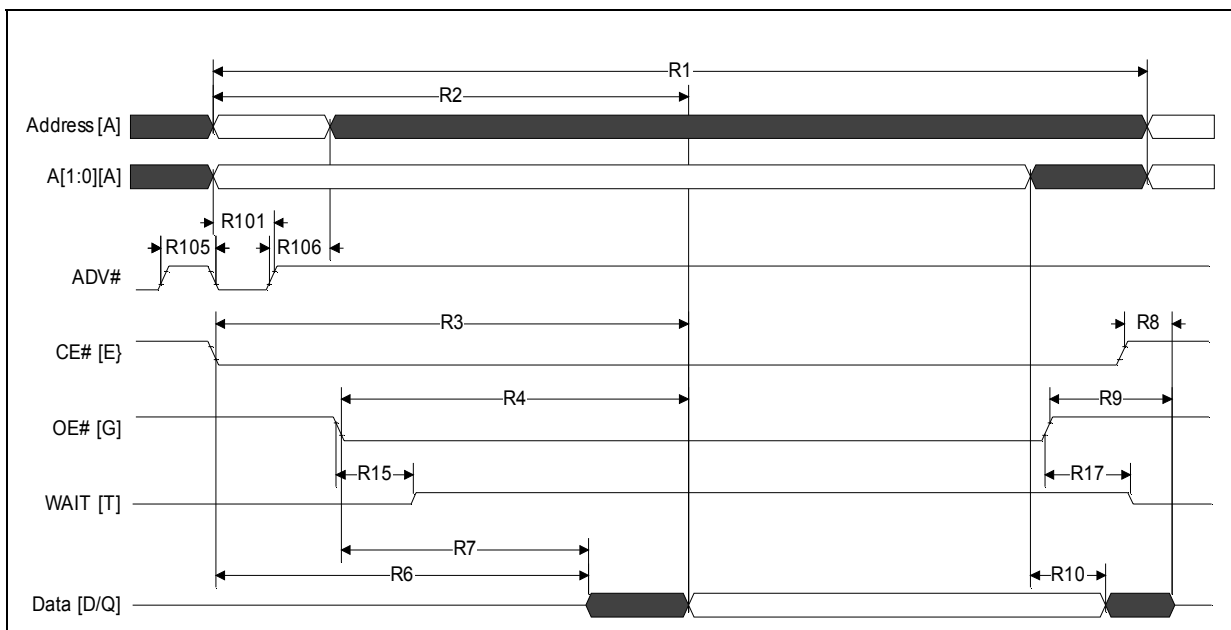 R1
R2
Address [A]
A[1:0][A]
R101
R105
R106
ADV#
R3
R8
CE# [E}
R4
R9
OE# [G]
R15
R17
WAIT [T]
R7
R6
R10
Data [D/Q]